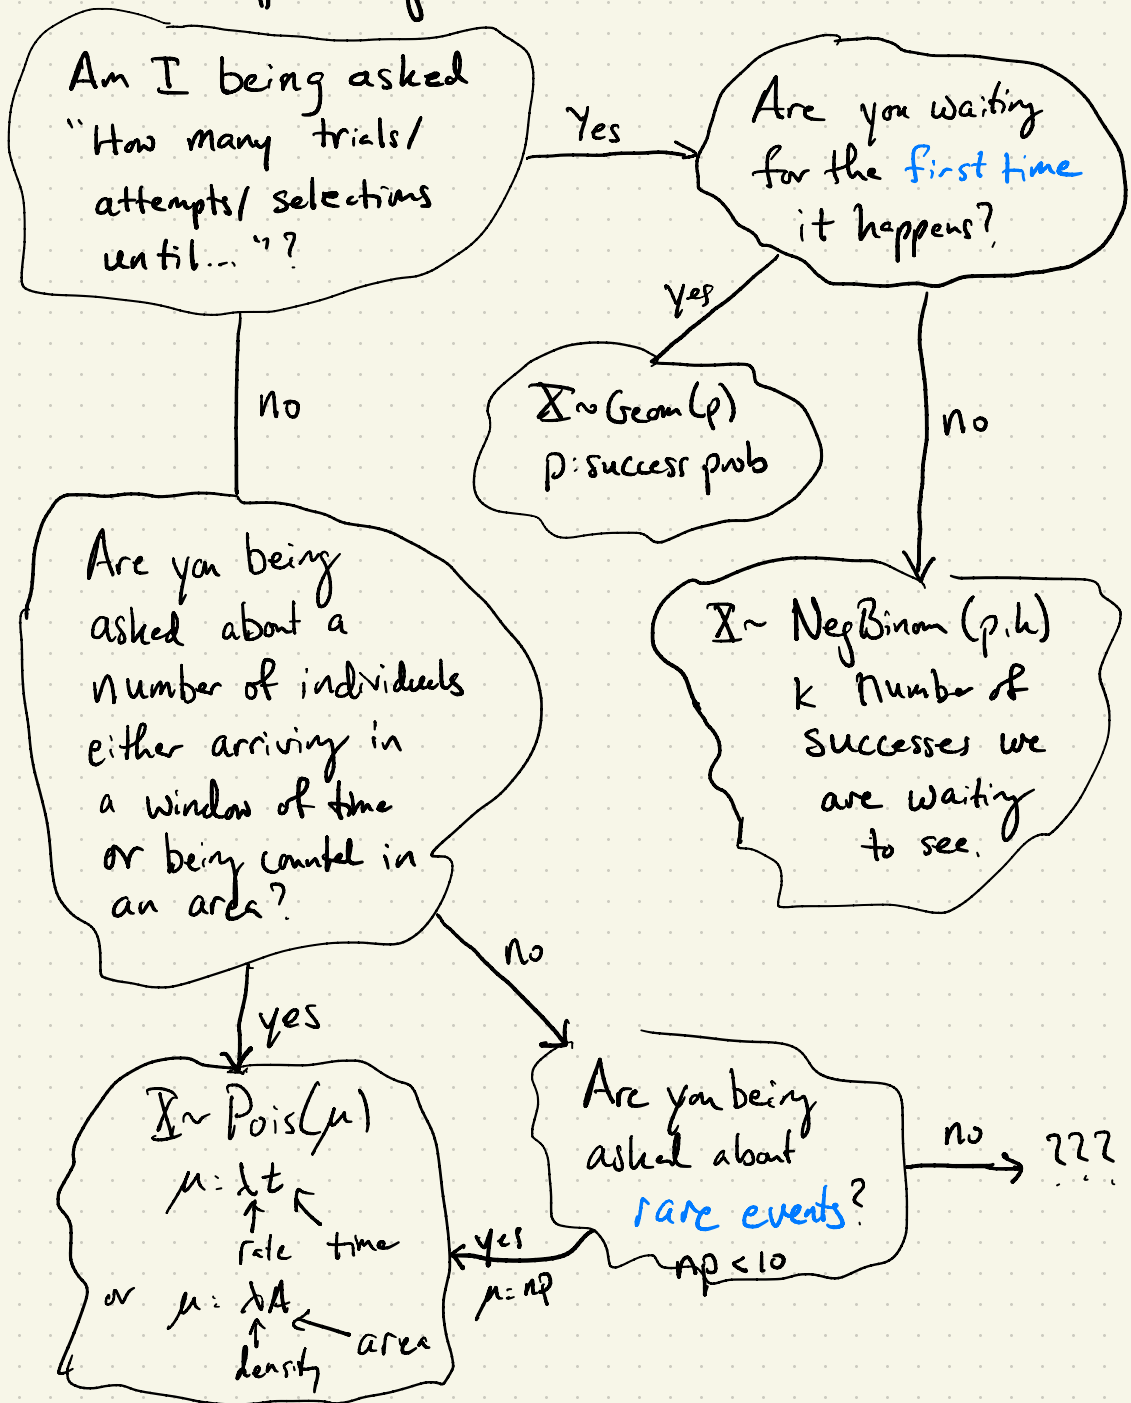 Am I being asked
"How many trials/
attempts/ selections
until... "?
Yes
Are you waiting
for the first time
it happens?
yes
no
X~Geom(p)
p:success prob
no
Are you being
asked about a
number of individuals
either arriving in
a window of time
or being counted in
an area?
X~ NegBinom (p,k)
k number of
successes we
are waiting
to see.
no
yes
X~ Pois(μ)
μ = λt
rate time
or μ = λA
area
density
Are you being
asked about
rare events?
np < 10
yes
μ = np
no
???